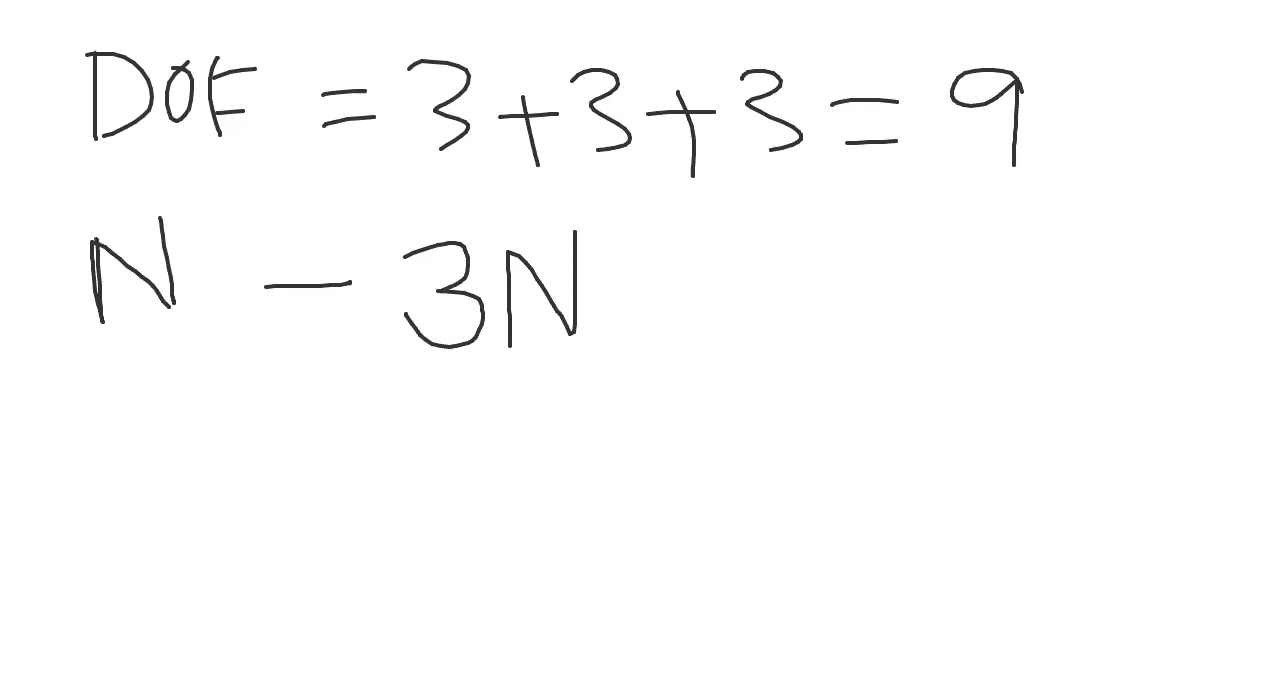 DOF = 3+3+3 = 9
N — 3N